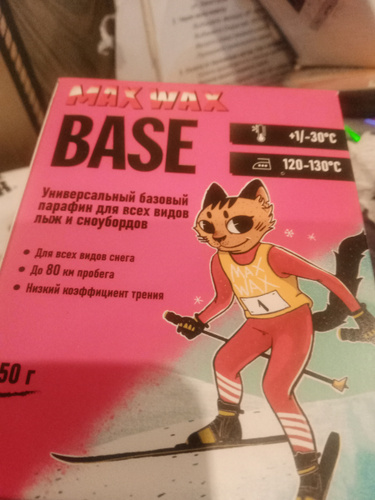 MAX WAX
BASE
+1/-30°C
120-130°C
Универсальный базовый
парафин для всех видов
лыж и сноубордов
• Для всех видов снега
• До 80 км пробега
• Низкий коэффициент трения
MAX
WAX
1
50 г